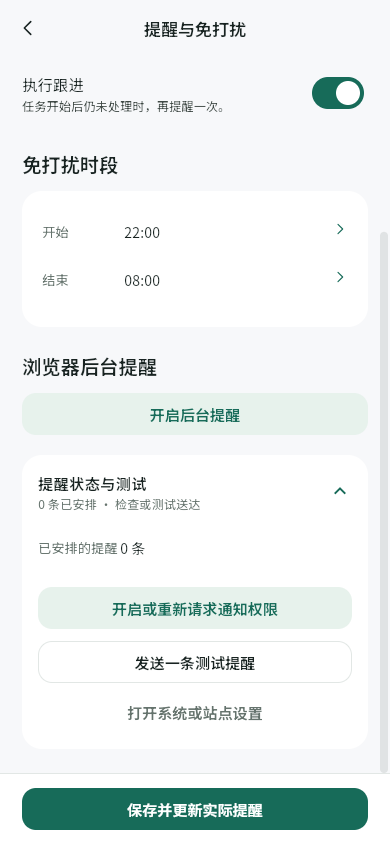 提醒与免打扰
执行跟进
任务开始后仍未处理时，再提醒一次。
免打扰时段
开始 22:00
结束 08:00
浏览器后台提醒
开启后台提醒
提醒状态与测试
0 条已安排 · 检查或测试送达
已安排的提醒 0 条
开启或重新请求通知权限
发送一条测试提醒
打开系统或站点设置
保存并更新实际提醒